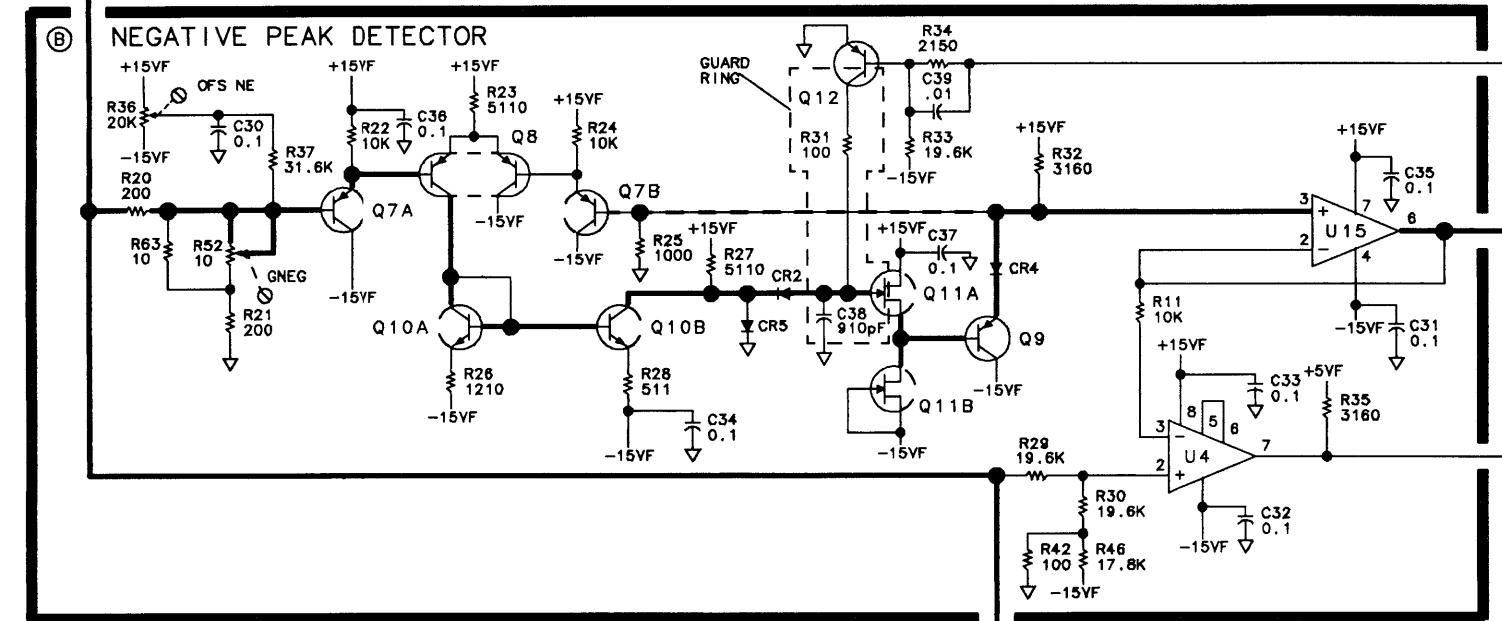 B NEGATIVE PEAK DETECTOR
+15VF
OFS NE
R36
20K
-15VF
C30
0.1
R37
31.6K
R20
200
R63
10
R52
10
GNEG
R21
200
+15VF
R22
10K
C36
0.1
Q7A
-15VF
+15VF
R23
5110
Q8
-15VF
+15VF
R24
10K
Q7B
-15VF
R25
1000
Q10A
R26
1210
-15VF
Q10B
R28
511
C34
0.1
-15VF
+15VF
R27
5110
CR5
CR2
C38
910pF
GUARD
RING
Q12
R31
100
R34
2150
C39
.01
R33
19.6K
-15VF
+15VF
C37
0.1
Q11A
Q11B
-15VF
CR4
Q9
-15VF
+15VF
R32
3160
+15VF
C35
0.1
3
+
7
6
U15
2
-
4
-15VF
C31
0.1
R11
10K
+15VF
C33
0.1
8
5
6
3
-
7
U4
2
+
-15VF
C32
0.1
+5VF
R35
3160
R29
19.6K
R30
19.6K
R42
100
R46
17.8K
-15VF